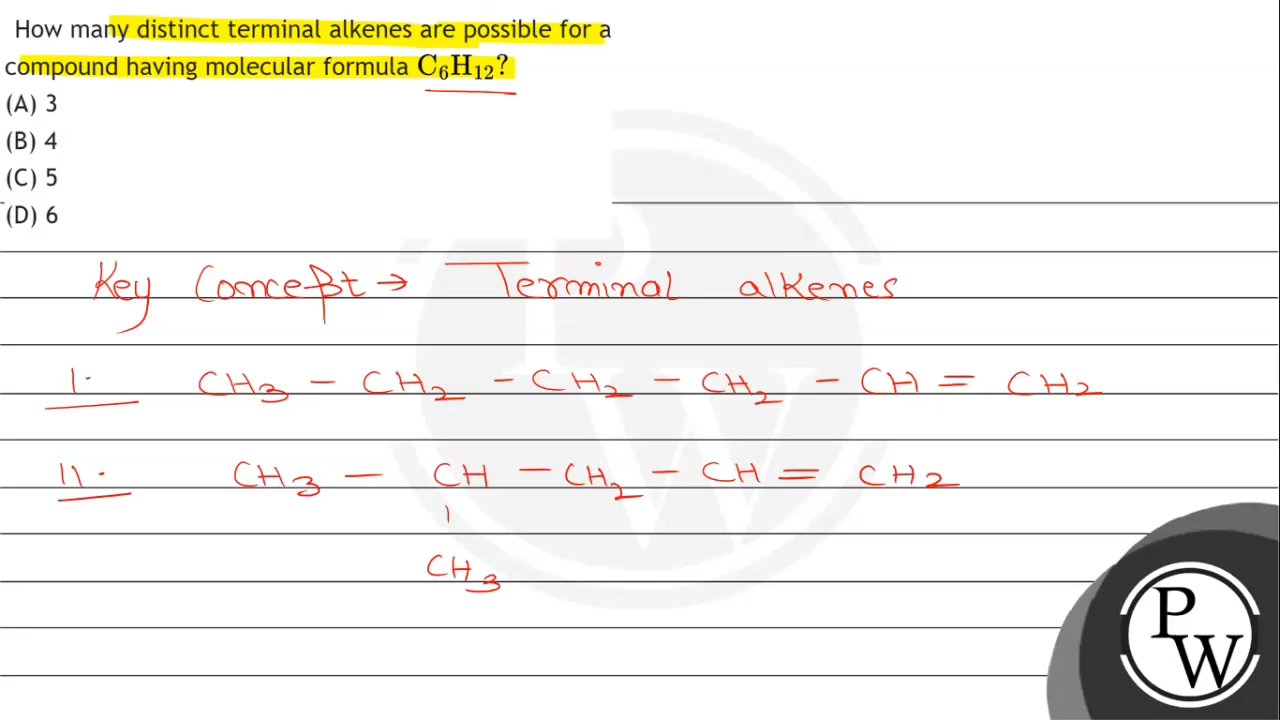 How many distinct terminal alkenes are possible for a
compound having molecular formula C₆H₁₂?
(A) 3
(B) 4
(C) 5
(D) 6
Key Concept → Terminal alkenes
I. CH₃ – CH₂ – CH₂ – CH₂ – CH = CH₂
II. CH₃ – CH – CH₂ – CH = CH₂
|
CH₃
P
W